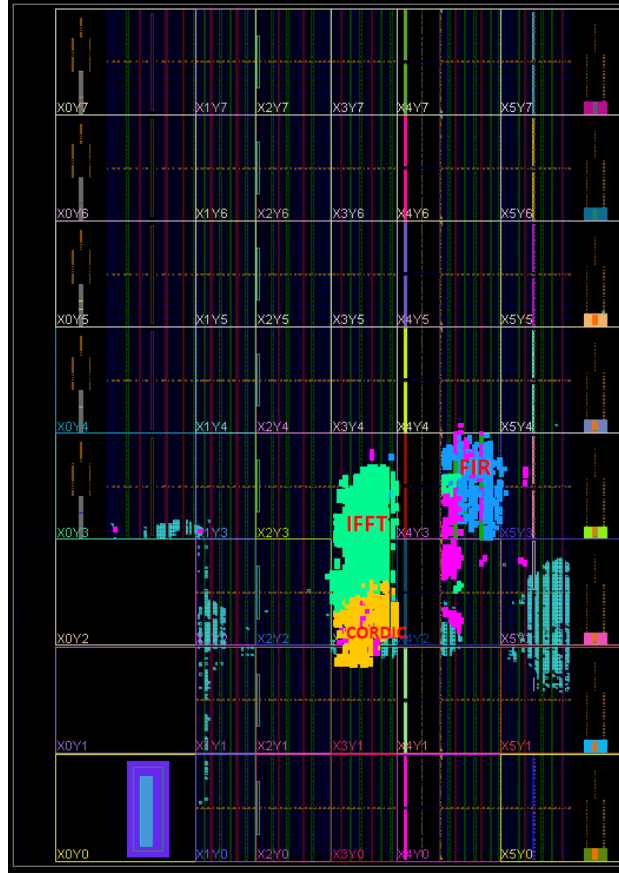 X0Y7 X1Y7 X2Y7 X3Y7 X4Y7 X5Y7
X0Y6 X1Y6 X2Y6 X3Y6 X4Y6 X5Y6
X0Y5 X1Y5 X2Y5 X3Y5 X4Y5 X5Y5
X0Y4 X1Y4 X2Y4 X3Y4 X4Y4 X5Y4
FIR
IFFT
X0Y3 X1Y3 X2Y3 X3Y3 X4Y3 X5Y3
CORDIC
X0Y2 X2Y2 X4Y2
X0Y1 X1Y1 X2Y1 X3Y1 X4Y1 X5Y1
X0Y0 X1Y0 X2Y0 X3Y0 X4Y0 X5Y0